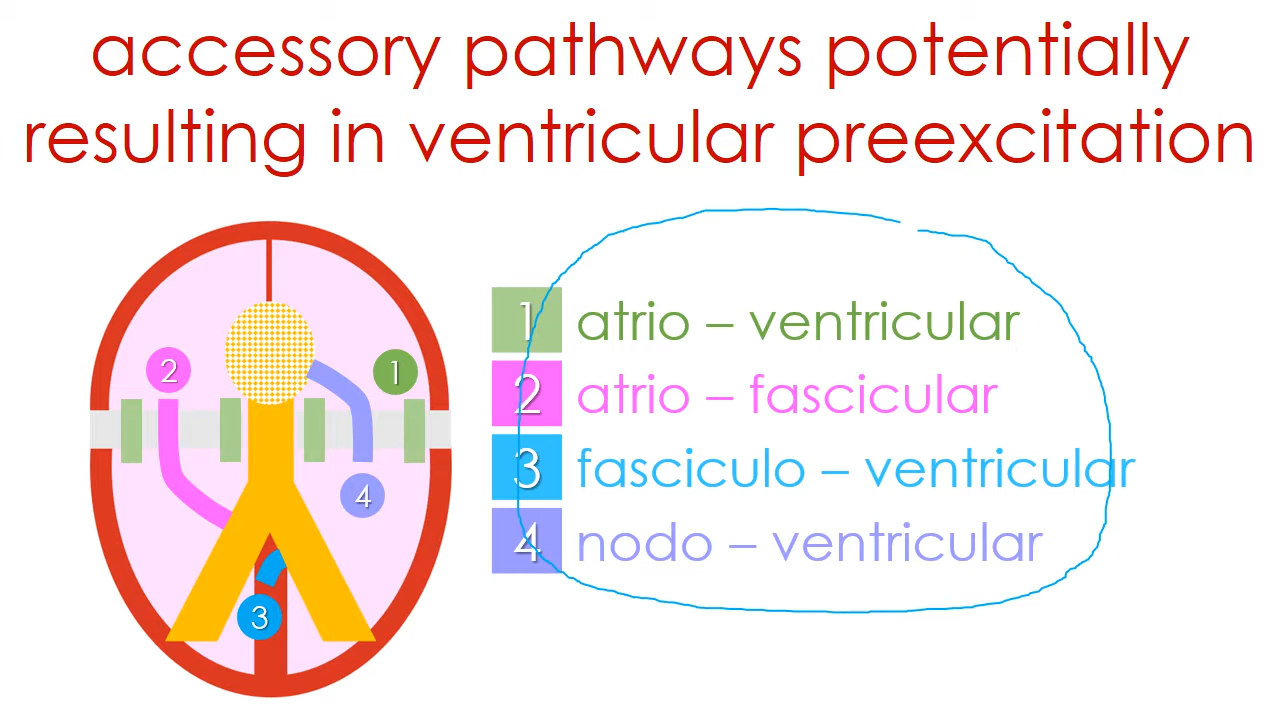 accessory pathways potentially
resulting in ventricular preexcitation
1 atrio – ventricular
2 atrio – fascicular
3 fasciculo – ventricular
4 nodo – ventricular
2
1
4
3